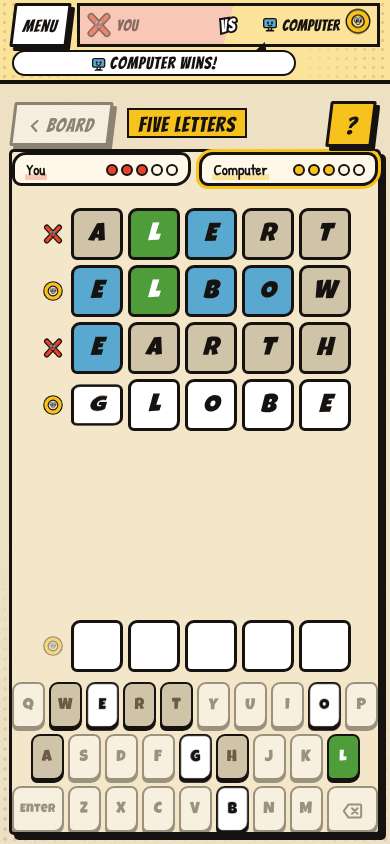 MENU
YOU
VS
COMPUTER
COMPUTER WINS!
< BOARD
FIVE LETTERS
?
You
Computer
A L E R T
E L B O W
E A R T H
G L O B E
Q W E R T Y U I O P
A S D F G H J K L
ENTER Z X C V B N M